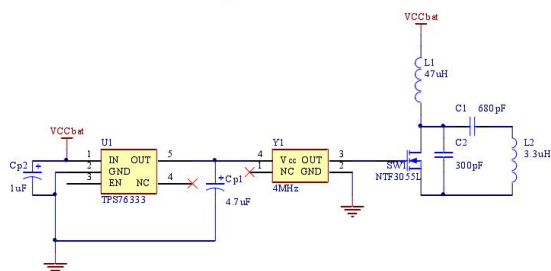 VCCbat
L1
47uH
C1 680pF
C2
300pF
L2
3.3uH
SW1
NTF3055L
VCCbat
U1
1 IN OUT 5
2 GND
3 EN NC 4
TPS76333
Cp2
1uF
Cp1
4.7uF
Y1
4 Vcc OUT 3
1 NC GND 2
4MHz